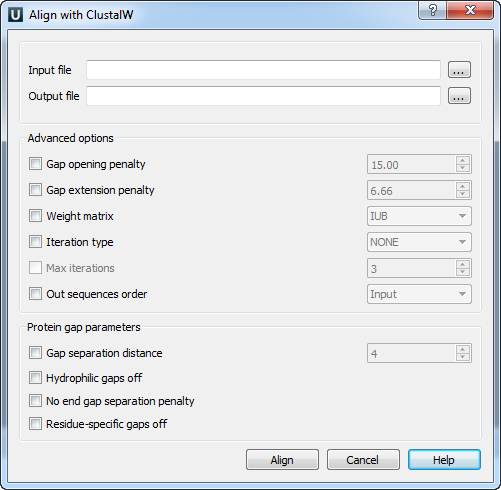 U Align with ClustalW ? X
Input file ...
Output file ...
Advanced options
Gap opening penalty 15.00
Gap extension penalty 6.66
Weight matrix IUB
Iteration type NONE
Max iterations 3
Out sequences order Input
Protein gap parameters
Gap separation distance 4
Hydrophilic gaps off
No end gap separation penalty
Residue-specific gaps off
Align Cancel Help